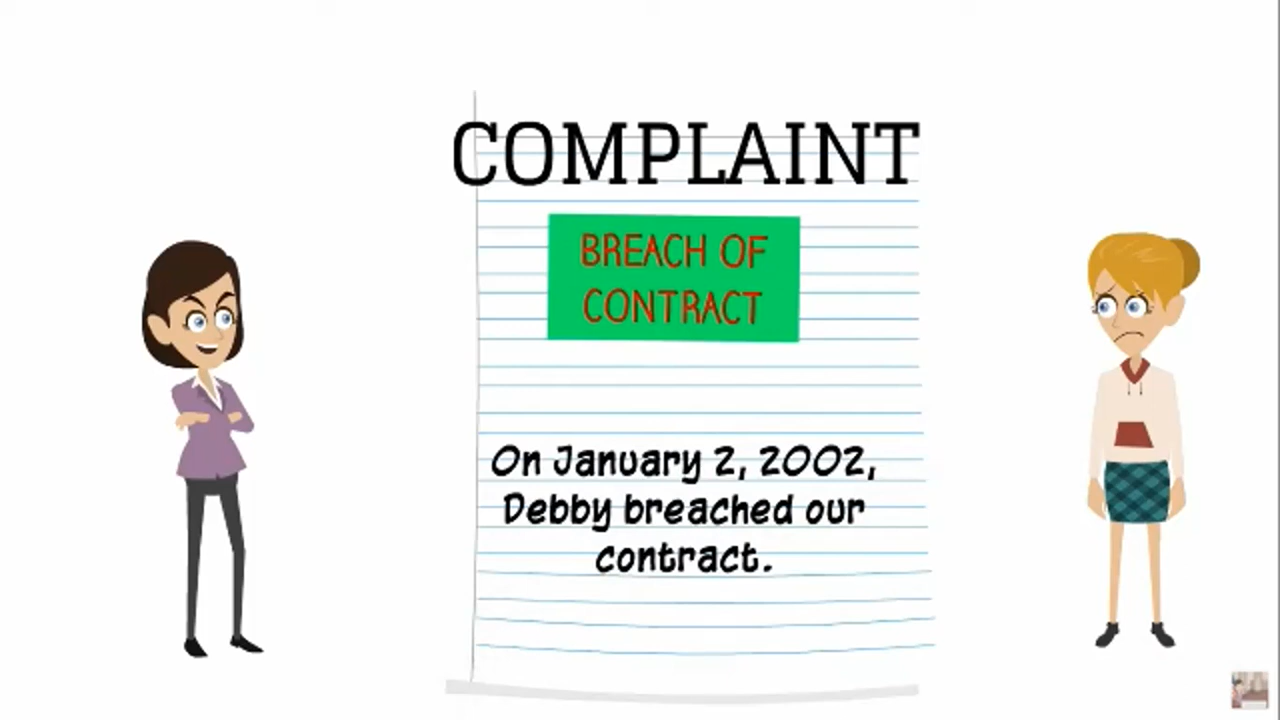 COMPLAINT
BREACH OF
CONTRACT
On January 2, 2002,
Debby breached our
contract.